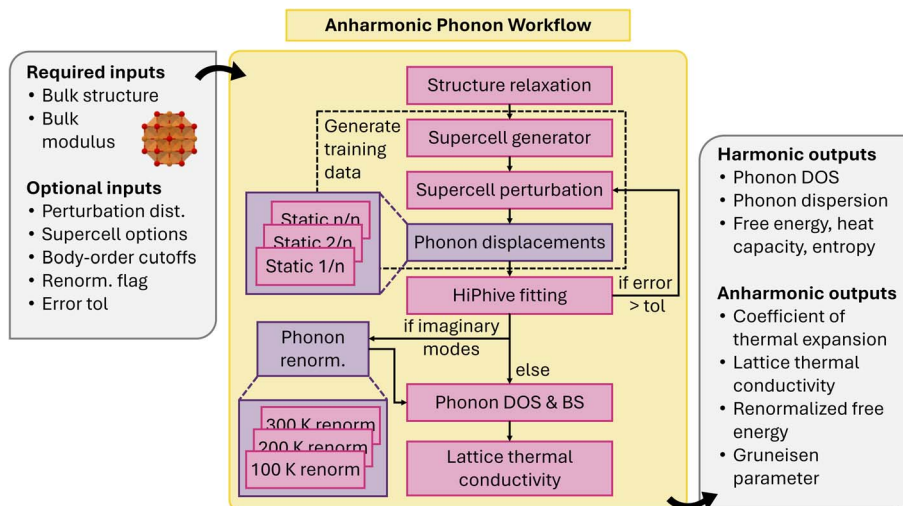 Anharmonic Phonon Workflow
Required inputs
• Bulk structure
• Bulk
modulus
Optional inputs
• Perturbation dist.
• Supercell options
• Body-order cutoffs
• Renorm. flag
• Error tol
Structure relaxation
Generate
training
data
Supercell generator
Supercell perturbation
Static n/n
Static 2/n
Static 1/n
Phonon displacements
HiPhive fitting
if error
> tol
if imaginary
modes
Phonon
renorm.
else
300 K renorm
200 K renorm
100 K renorm
Phonon DOS & BS
Lattice thermal
conductivity
Harmonic outputs
• Phonon DOS
• Phonon dispersion
• Free energy, heat
capacity, entropy
Anharmonic outputs
• Coefficient of
thermal expansion
• Lattice thermal
conductivity
• Renormalized free
energy
• Gruneisen
parameter